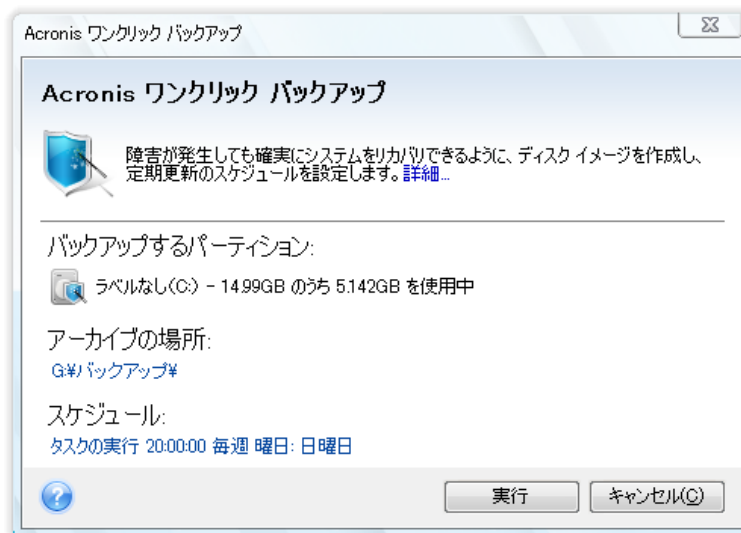 Acronis ワンクリック バックアップ
Acronis ワンクリック バックアップ
障害が発生しても確実にシステムをリカバリできるように、ディスク イメージを作成し、
定期更新のスケジュールを設定します。詳細...
バックアップするパーティション:
ラベルなし(C:) - 14.99GB のうち 5.142GB を使用中
アーカイブの場所:
G:¥バックアップ¥
スケジュール:
タスクの実行 20:00:00 毎週 曜日: 日曜日
?
実行 キャンセル(C)